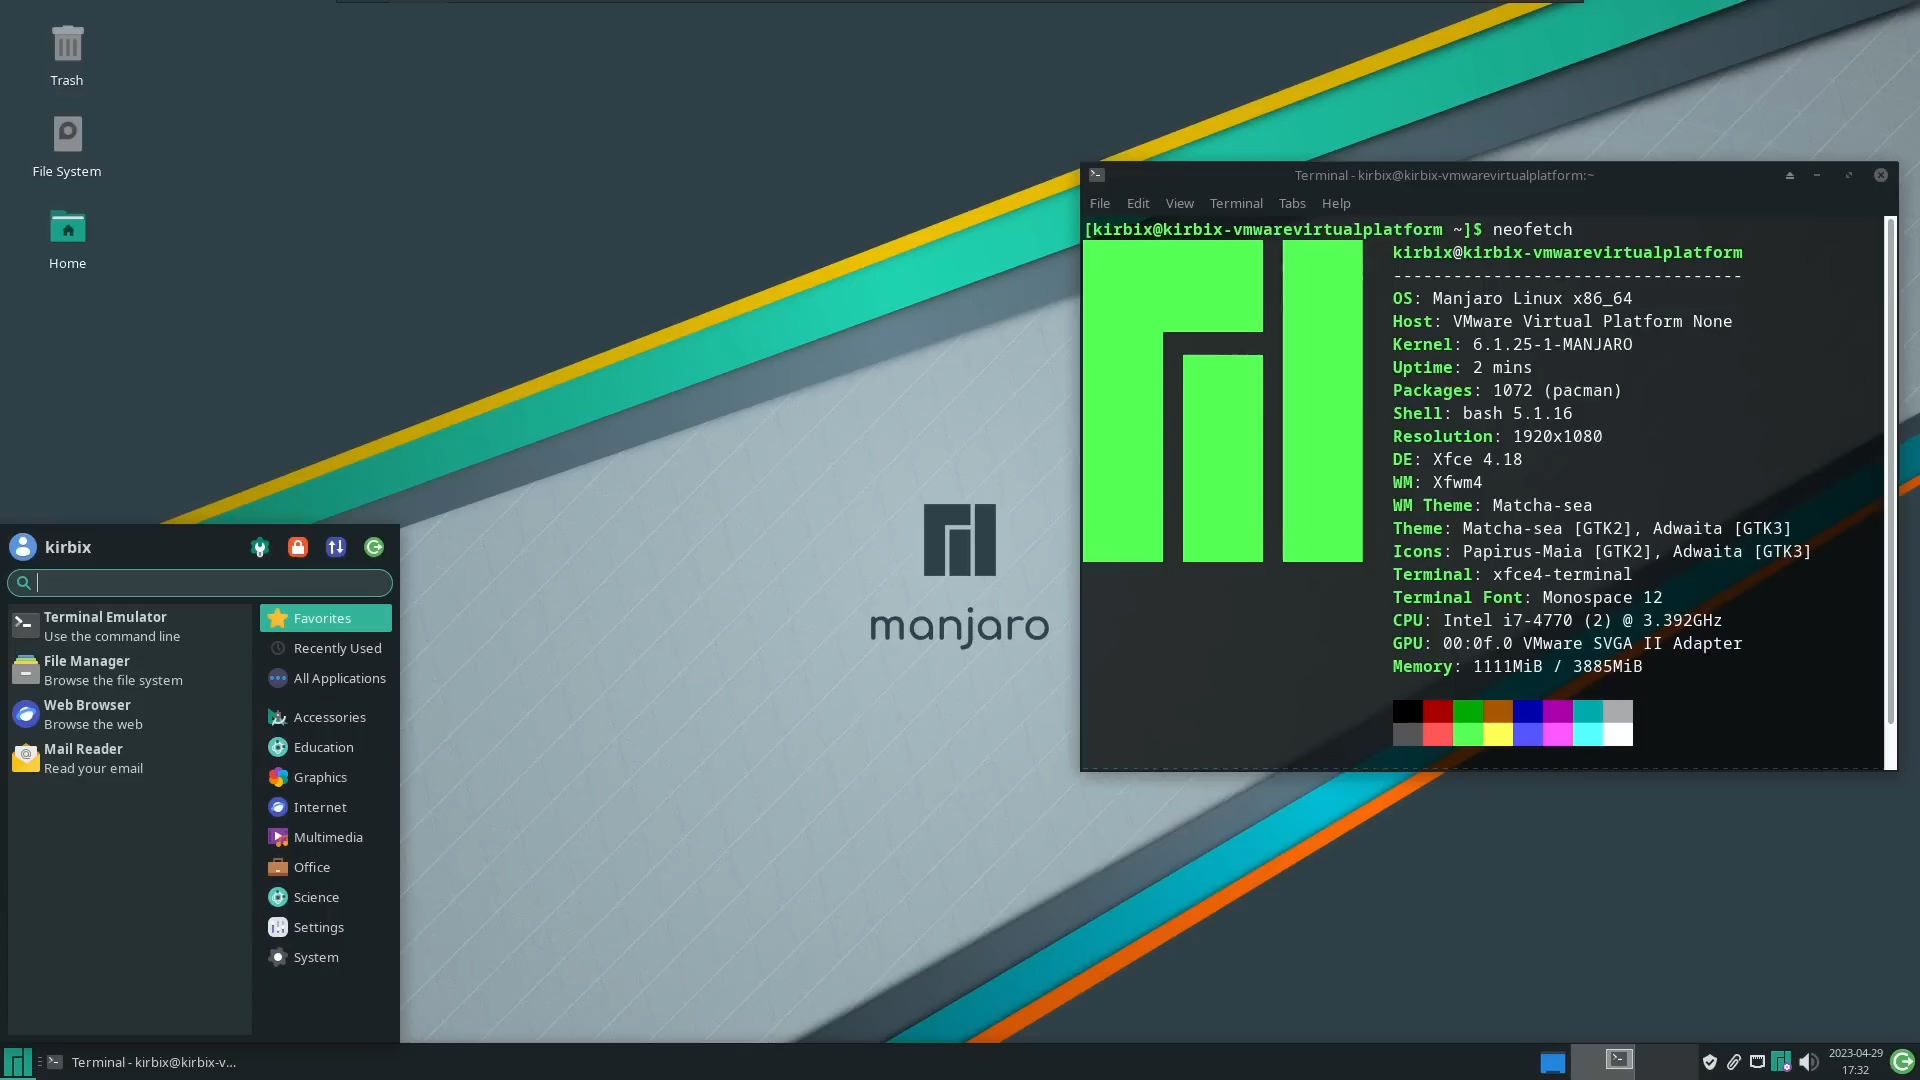 Trash
File System
Home
Terminal - kirbix@kirbix-vmwarevirtualplatform:~
File Edit View Terminal Tabs Help
[kirbix@kirbix-vmwarevirtualplatform ~]$ neofetch
kirbix@kirbix-vmwarevirtualplatform
-----------------------------------
OS: Manjaro Linux x86_64
Host: VMware Virtual Platform None
Kernel: 6.1.25-1-MANJARO
Uptime: 2 mins
Packages: 1072 (pacman)
Shell: bash 5.1.16
Resolution: 1920x1080
DE: Xfce 4.18
WM: Xfwm4
WM Theme: Matcha-sea
Theme: Matcha-sea [GTK2], Adwaita [GTK3]
Icons: Papirus-Maia [GTK2], Adwaita [GTK3]
Terminal: xfce4-terminal
Terminal Font: Monospace 12
CPU: Intel i7-4770 (2) @ 3.392GHz
GPU: 00:0f.0 VMware SVGA II Adapter
Memory: 1111MiB / 3885MiB
manjaro
kirbix
Terminal Emulator
Use the command line
File Manager
Browse the file system
Web Browser
Browse the web
Mail Reader
Read your email
Favorites
Recently Used
All Applications
Accessories
Education
Graphics
Internet
Multimedia
Office
Science
Settings
System
Terminal - kirbix@kirbix-v...
2023-04-29
17:32